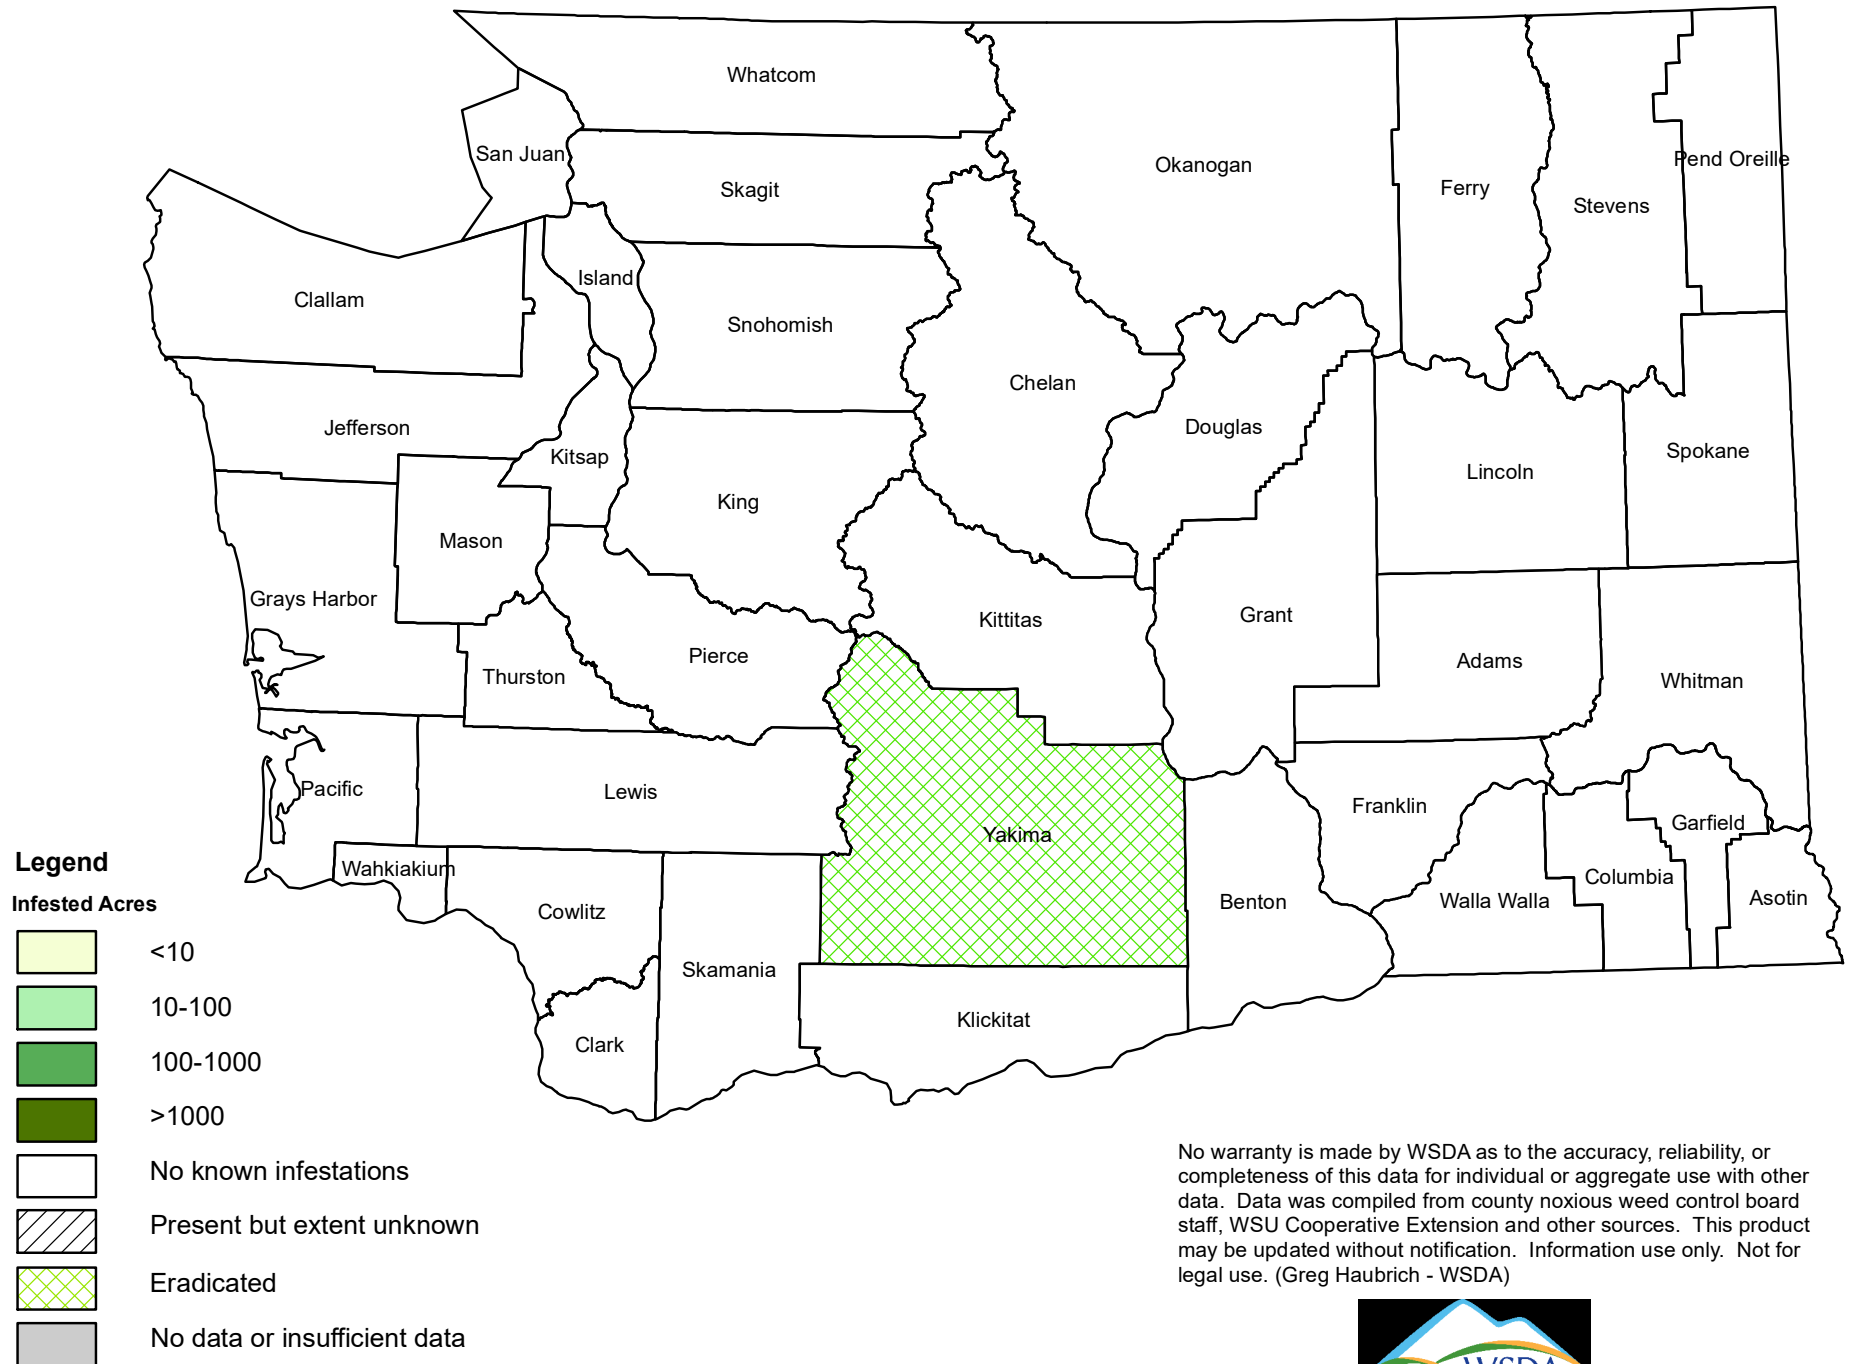 Whatcom
San Juan
Skagit
Okanogan
Ferry
Stevens
Pend Oreille
Clallam
Island
Snohomish
Chelan
Jefferson
Kitsap
Douglas
Lincoln
Spokane
King
Mason
Grays Harbor
Kittitas
Grant
Pierce
Thurston
Adams
Whitman
Pacific
Lewis
Yakima
Franklin
Garfield
Wahkiakium
Cowlitz
Benton
Walla Walla
Columbia
Asotin
Skamania
Klickitat
Clark
Legend
Infested Acres
<10
10-100
100-1000
>1000
No known infestations
Present but extent unknown
Eradicated
No data or insufficient data
No warranty is made by WSDA as to the accuracy, reliability, or
completeness of this data for individual or aggregate use with other
data.  Data was compiled from county noxious weed control board
staff, WSU Cooperative Extension and other sources.  This product
may be updated without notification.  Information use only.  Not for
legal use. (Greg Haubrich - WSDA)
WSDA